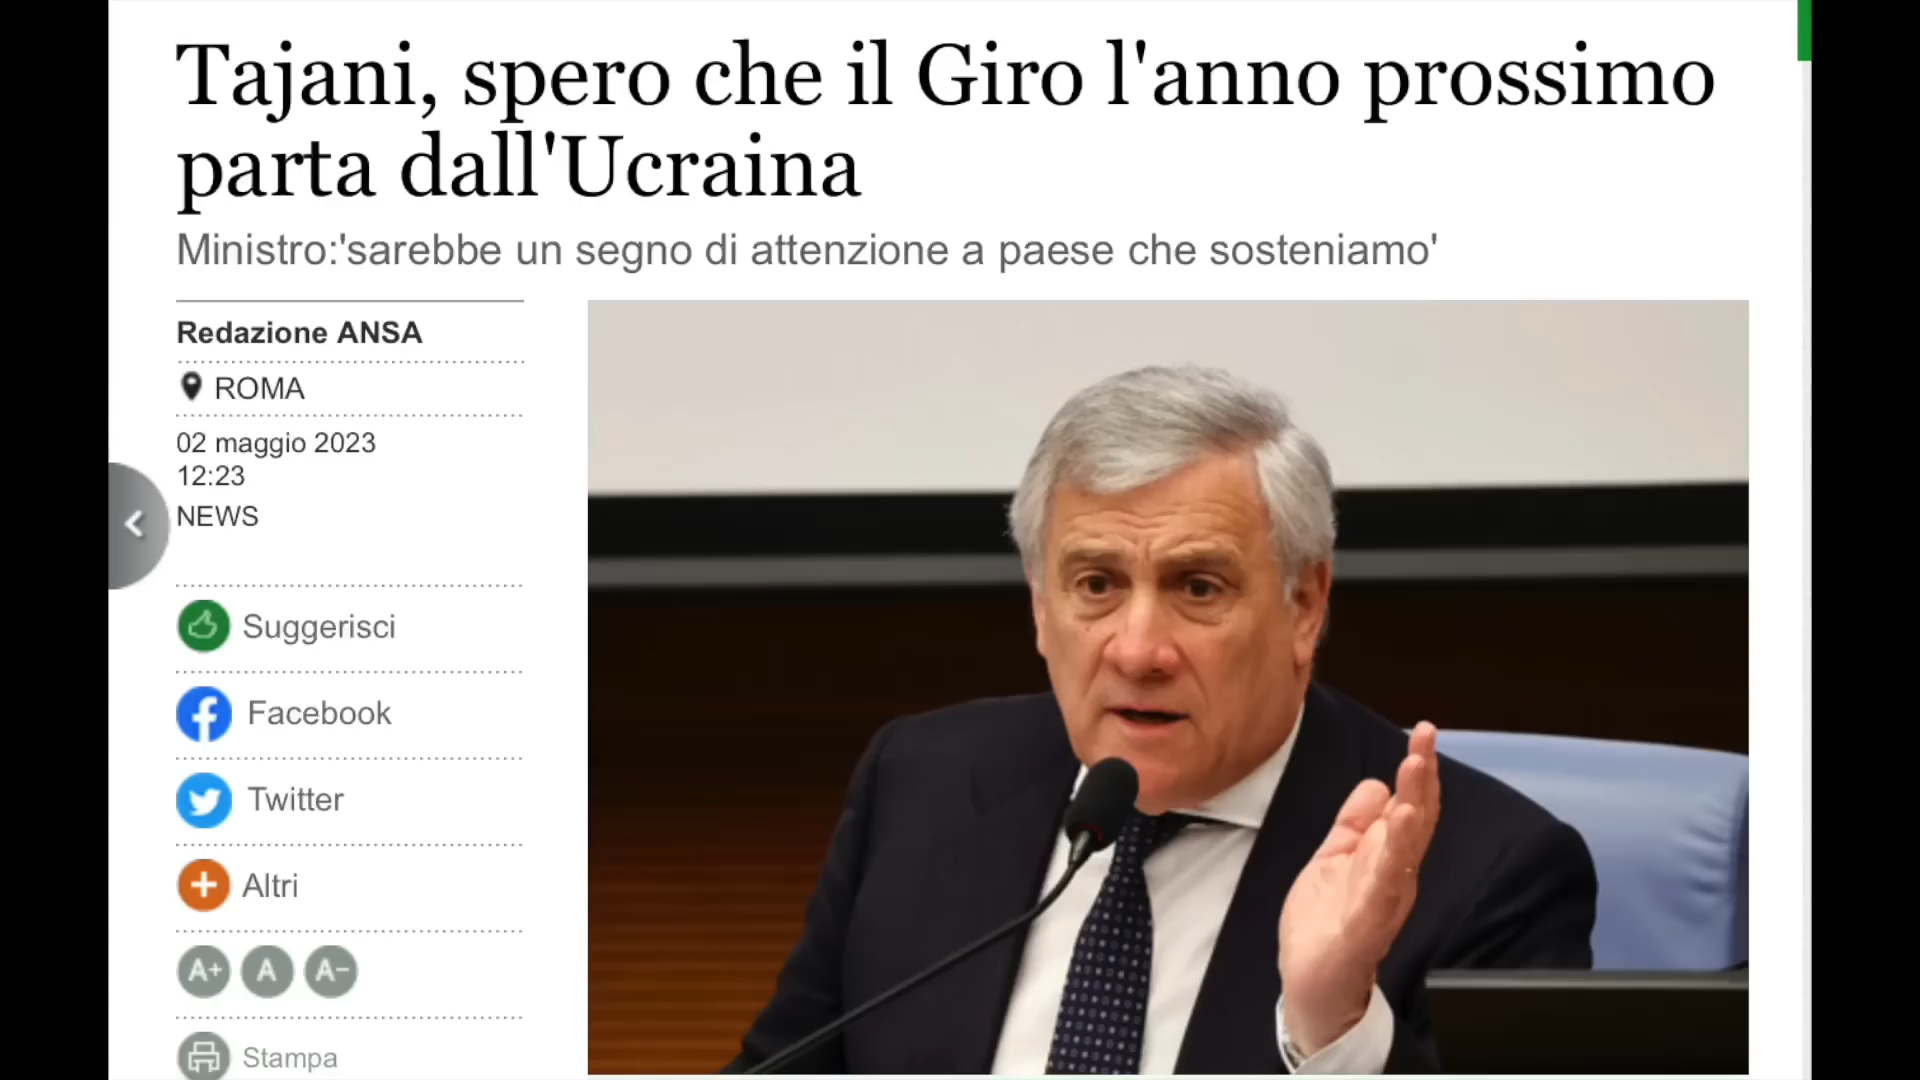 Tajani, spero che il Giro l'anno prossimo
parta dall'Ucraina
Ministro:'sarebbe un segno di attenzione a paese che sosteniamo'
Redazione ANSA
ROMA
02 maggio 2023
12:23
NEWS
Suggerisci
Facebook
Twitter
Altri
A+ A A-
Stampa